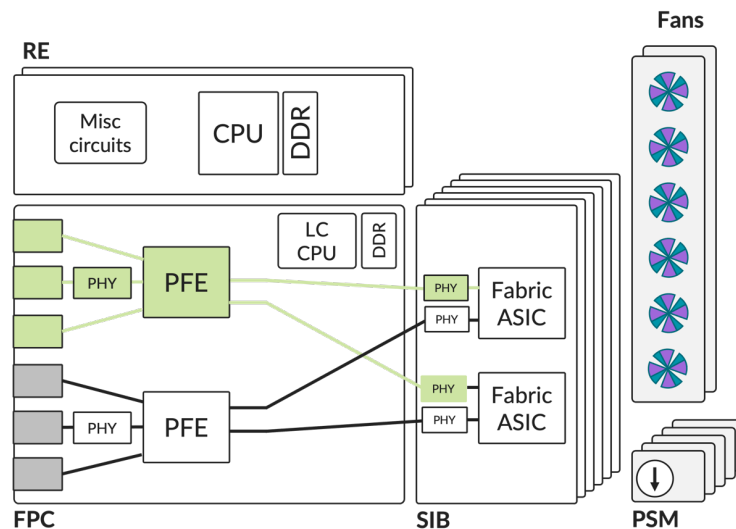 Fans
RE
Misc
circuits
CPU
DDR
LC
CPU
DDR
PHY
PFE
PHY
Fabric
ASIC
PHY
PHY
Fabric
ASIC
PHY
PFE
PHY
FPC
SIB
PSM